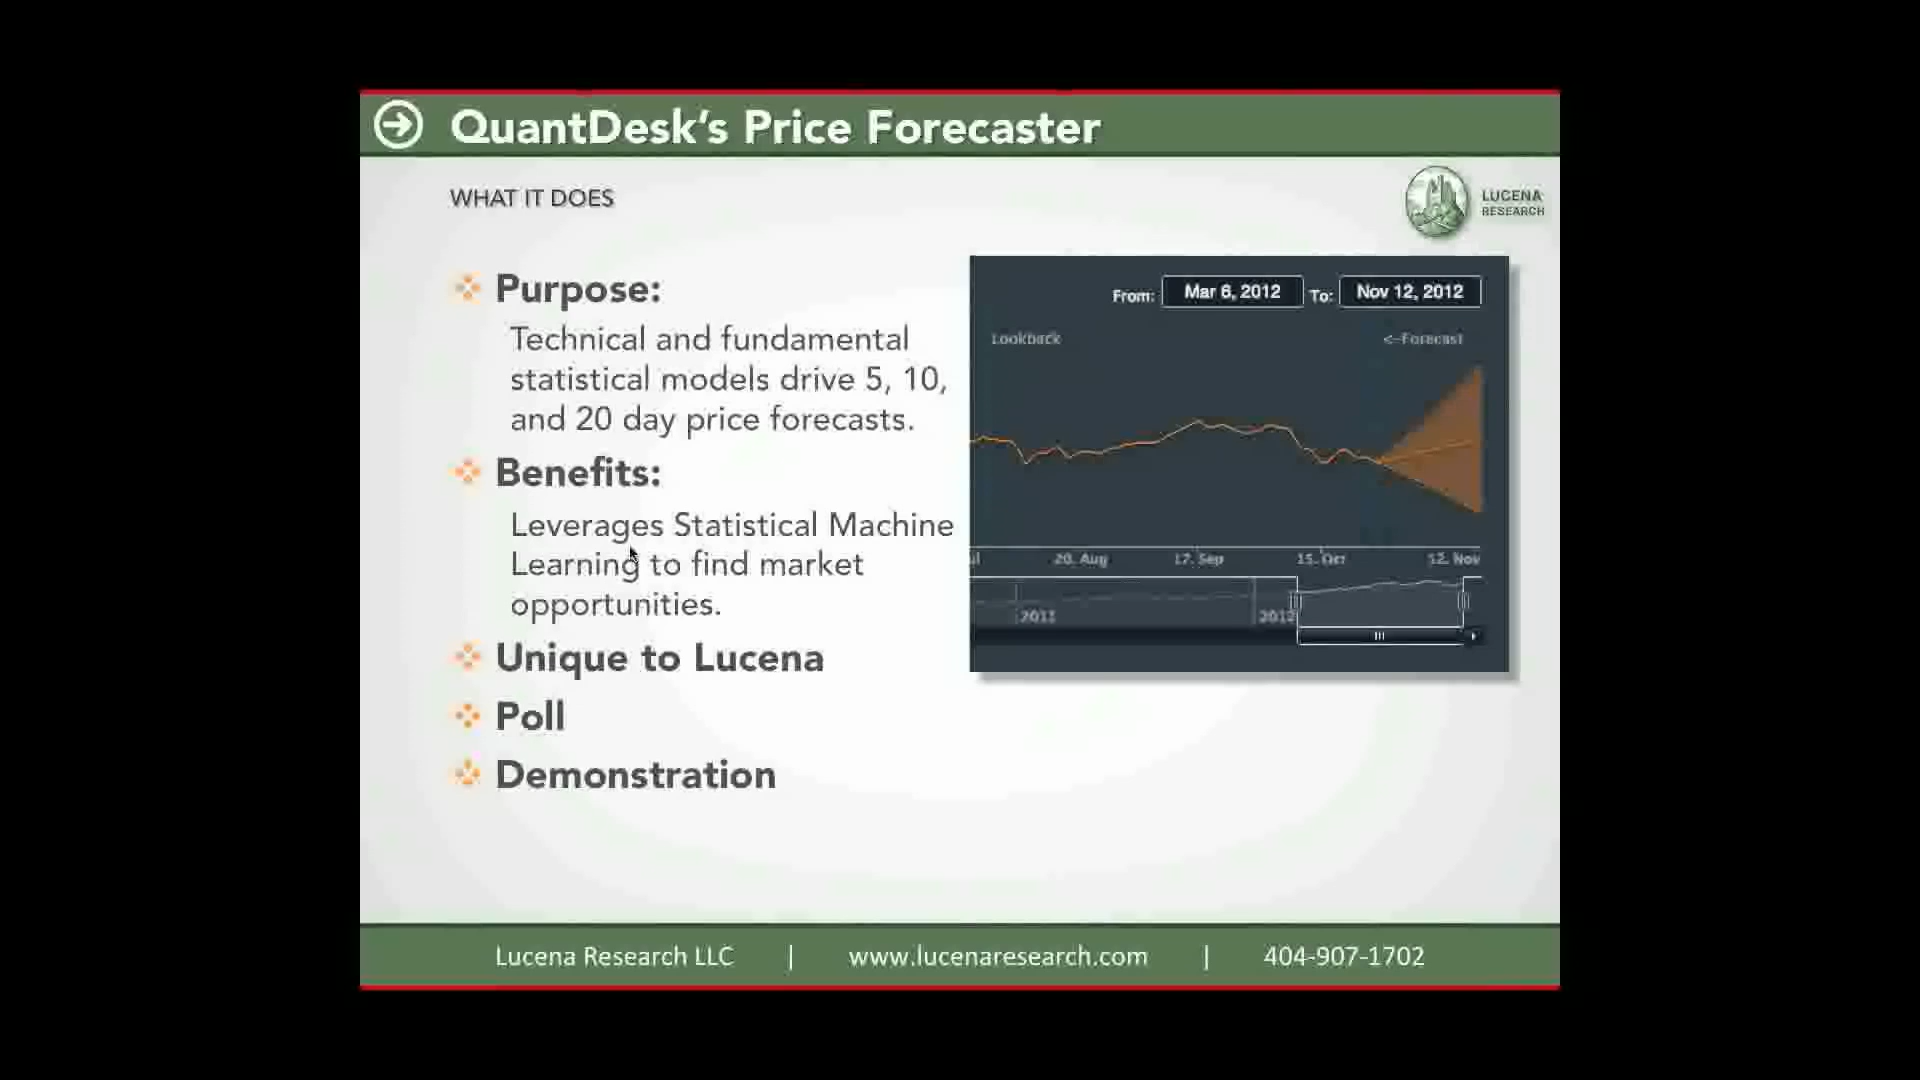 QuantDesk's Price Forecaster
WHAT IT DOES
LUCENA
RESEARCH
Purpose:
Technical and fundamental
statistical models drive 5, 10,
and 20 day price forecasts.
Benefits:
Leverages Statistical Machine
Learning to find market
opportunities.
Unique to Lucena
Poll
Demonstration
From: Mar 6, 2012 To: Nov 12, 2012
Lookback <-Forecast
ul 20. Aug 17. Sep 15. Oct 12. Nov
2011 2012
Lucena Research LLC | www.lucenaresearch.com | 404-907-1702